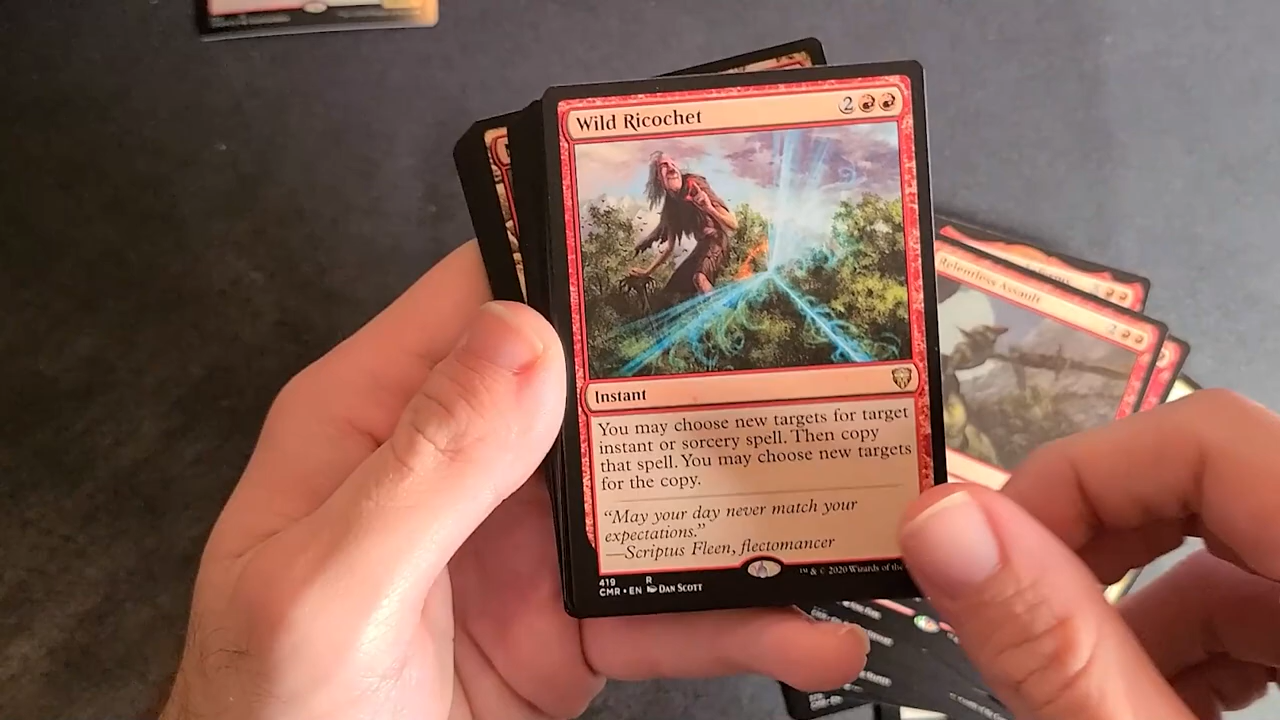 Wild Ricochet
2
Instant
You may choose new targets for target
instant or sorcery spell. Then copy
that spell. You may choose new targets
for the copy.
"May your day never match your
expectations."
—Scriptus Fleen, flectomancer
419 R
CMR • EN DAN SCOTT
™ & © 2020 Wizards of the
Relentless Assault
2